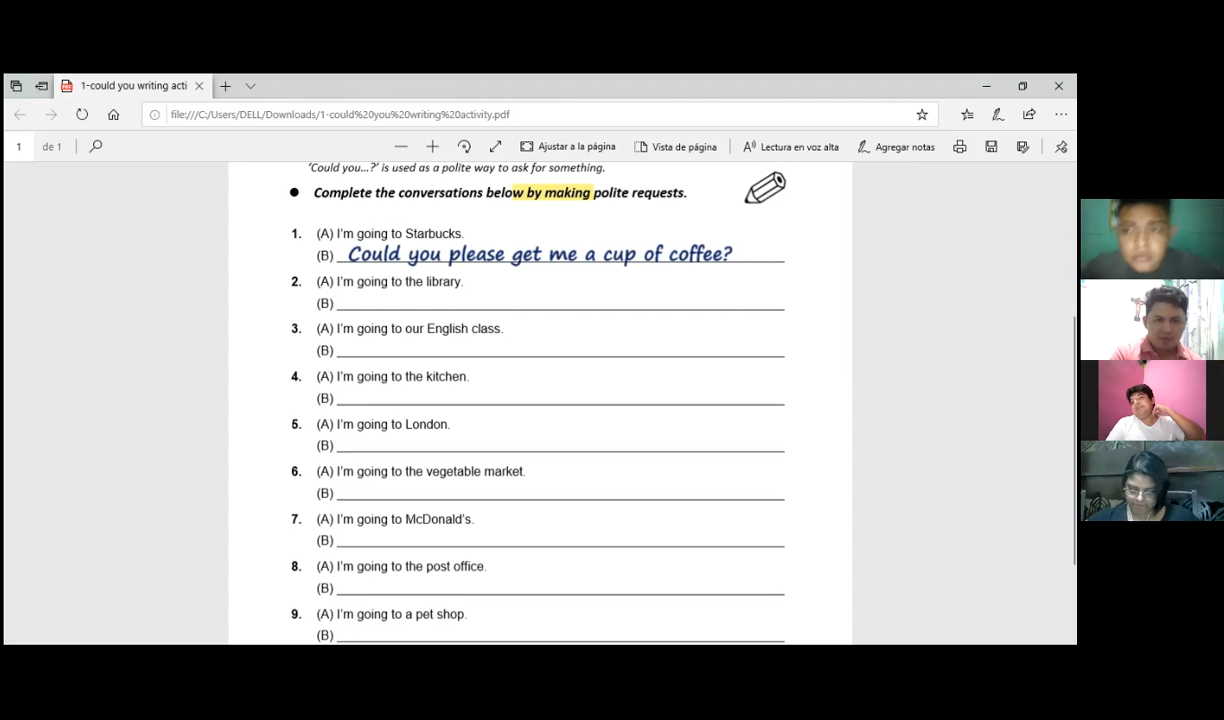 1-could you writing acti
file:///C:/Users/DELL/Downloads/1-could%20you%20writing%20activity.pdf
1 de 1 Ajustar a la página Vista de página Lectura en voz alta Agregar notas
'Could you...?' is used as a polite way to ask for something.
Complete the conversations below by making polite requests.
1. (A) I'm going to Starbucks.
(B) Could you please get me a cup of coffee?
2. (A) I'm going to the library.
(B)
3. (A) I'm going to our English class.
(B)
4. (A) I'm going to the kitchen.
(B)
5. (A) I'm going to London.
(B)
6. (A) I'm going to the vegetable market.
(B)
7. (A) I'm going to McDonald's.
(B)
8. (A) I'm going to the post office.
(B)
9. (A) I'm going to a pet shop.
(B)